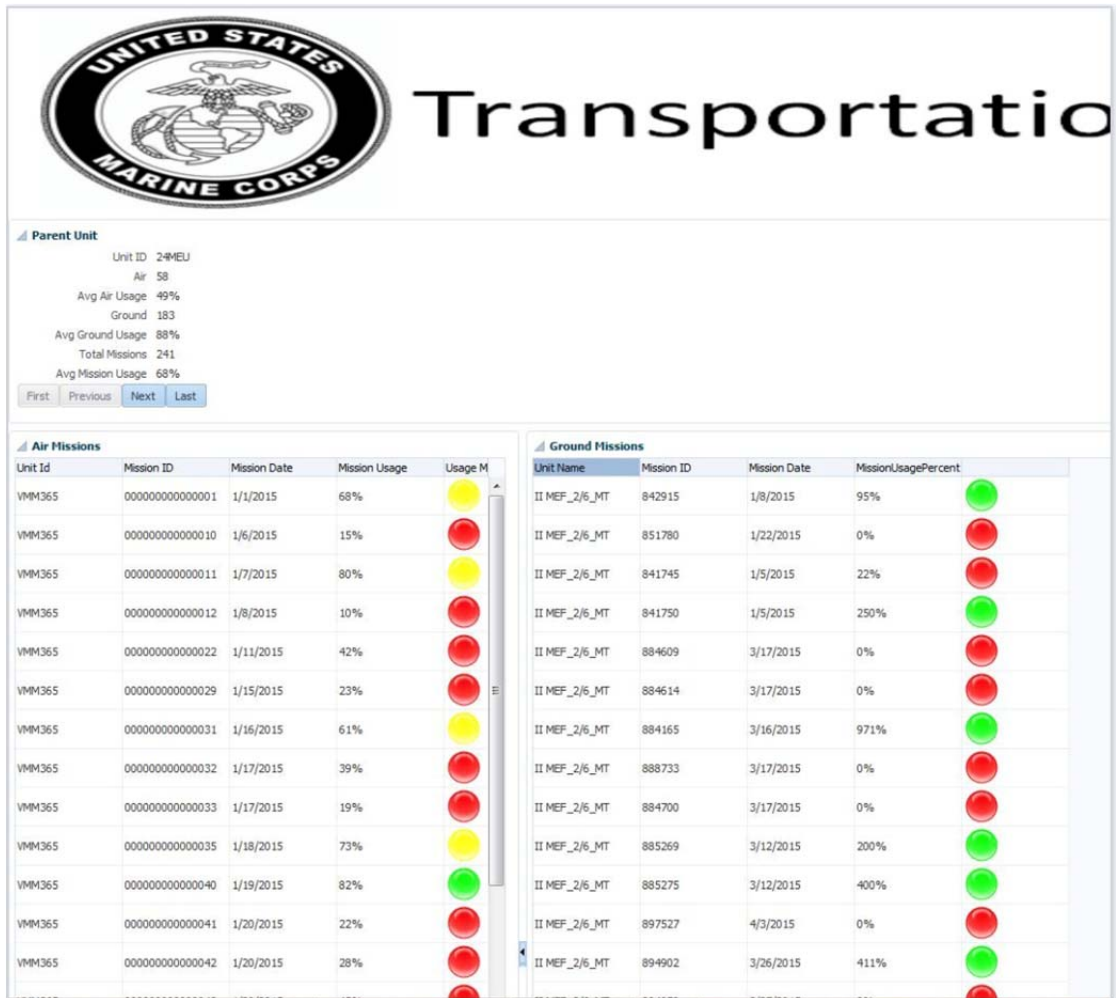 UNITED STATES
MARINE CORPS
Transportatio
Parent Unit
Unit ID 24MEU
Air 58
Avg Air Usage 49%
Ground 183
Avg Ground Usage 88%
Total Missions 241
Avg Mission Usage 68%
First Previous Next Last
Air Missions
Unit Id Mission ID Mission Date Mission Usage Usage M
VMM365 000000000000001 1/1/2015 68%
VMM365 000000000000010 1/6/2015 15%
VMM365 000000000000011 1/7/2015 80%
VMM365 000000000000012 1/8/2015 10%
VMM365 000000000000022 1/11/2015 42%
VMM365 000000000000029 1/15/2015 23%
VMM365 000000000000031 1/16/2015 61%
VMM365 000000000000032 1/17/2015 39%
VMM365 000000000000033 1/17/2015 19%
VMM365 000000000000035 1/18/2015 73%
VMM365 000000000000040 1/19/2015 82%
VMM365 000000000000041 1/20/2015 22%
VMM365 000000000000042 1/20/2015 28%
Ground Missions
Unit Name Mission ID Mission Date MissionUsagePercent
II MEF_2/6_MT 842915 1/8/2015 95%
II MEF_2/6_MT 851780 1/22/2015 0%
II MEF_2/6_MT 841745 1/5/2015 22%
II MEF_2/6_MT 841750 1/5/2015 250%
II MEF_2/6_MT 884609 3/17/2015 0%
II MEF_2/6_MT 884614 3/17/2015 0%
II MEF_2/6_MT 884165 3/16/2015 971%
II MEF_2/6_MT 888733 3/17/2015 0%
II MEF_2/6_MT 884700 3/17/2015 0%
II MEF_2/6_MT 885269 3/12/2015 200%
II MEF_2/6_MT 885275 3/12/2015 400%
II MEF_2/6_MT 897527 4/3/2015 0%
II MEF_2/6_MT 894902 3/26/2015 411%